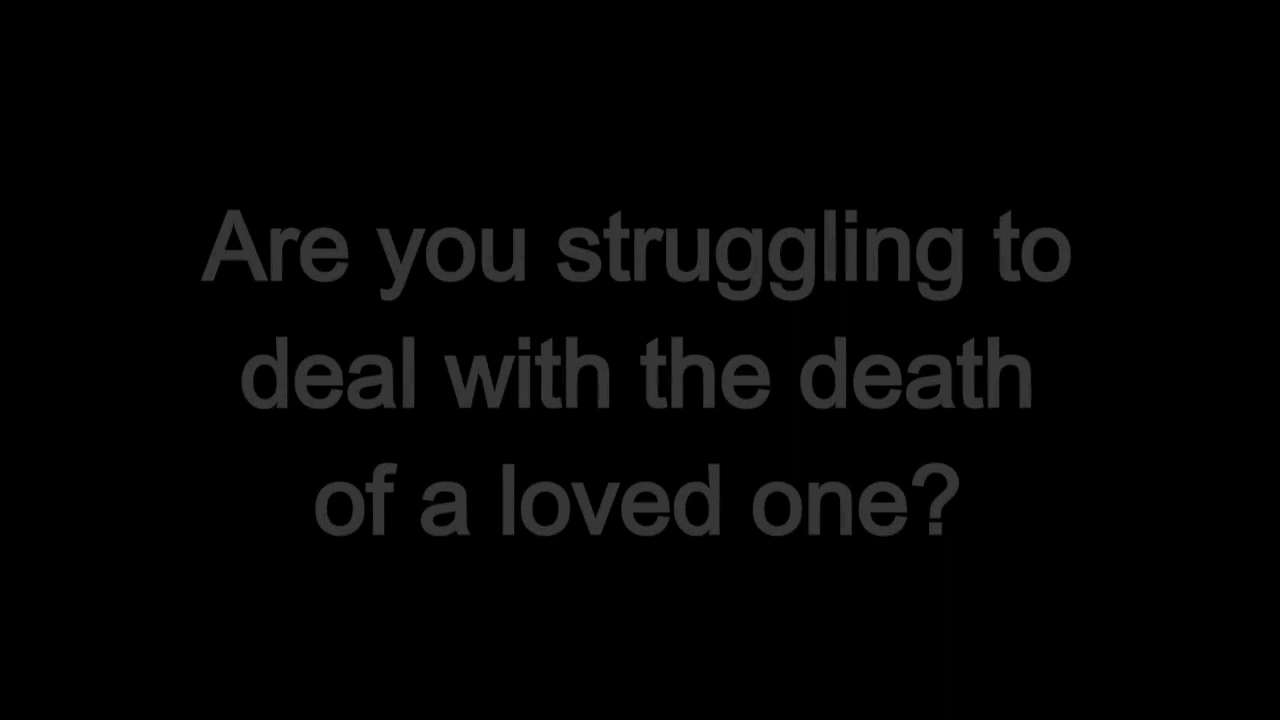 Are you struggling to
deal with the death
of a loved one?